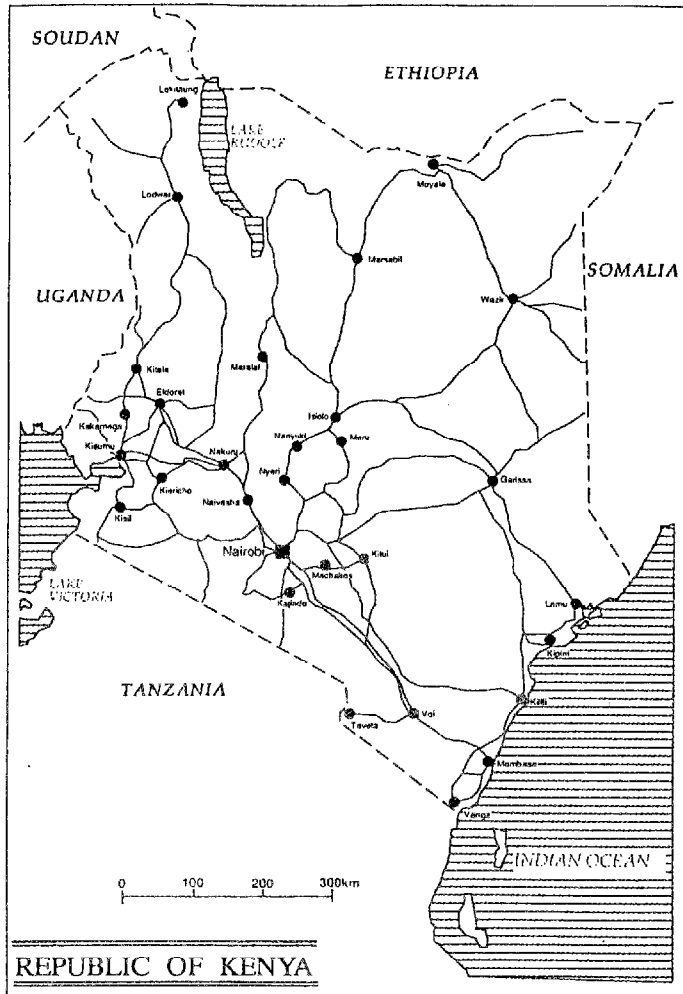 SOUDAN
ETHIOPIA
LAKE
RUDOLF
Lodwar
Moyale
Marsabit
SOMALIA
UGANDA
Wazir
Kitale
Maralal
Eldoret
Kakamega
Isiolo
Kisumu
Nanyuki
Meru
Nakuru
Nyeri
Garissa
Kericho
Naivasha
Kisii
Nairobi
Kitui
Machakos
LAKE
VICTORIA
Kajiado
Lamu
Kipini
TANZANIA
Kilifi
Taveta
Voi
Mombasa
Vanga
INDIAN OCEAN
0 100 200 300km
REPUBLIC OF KENYA